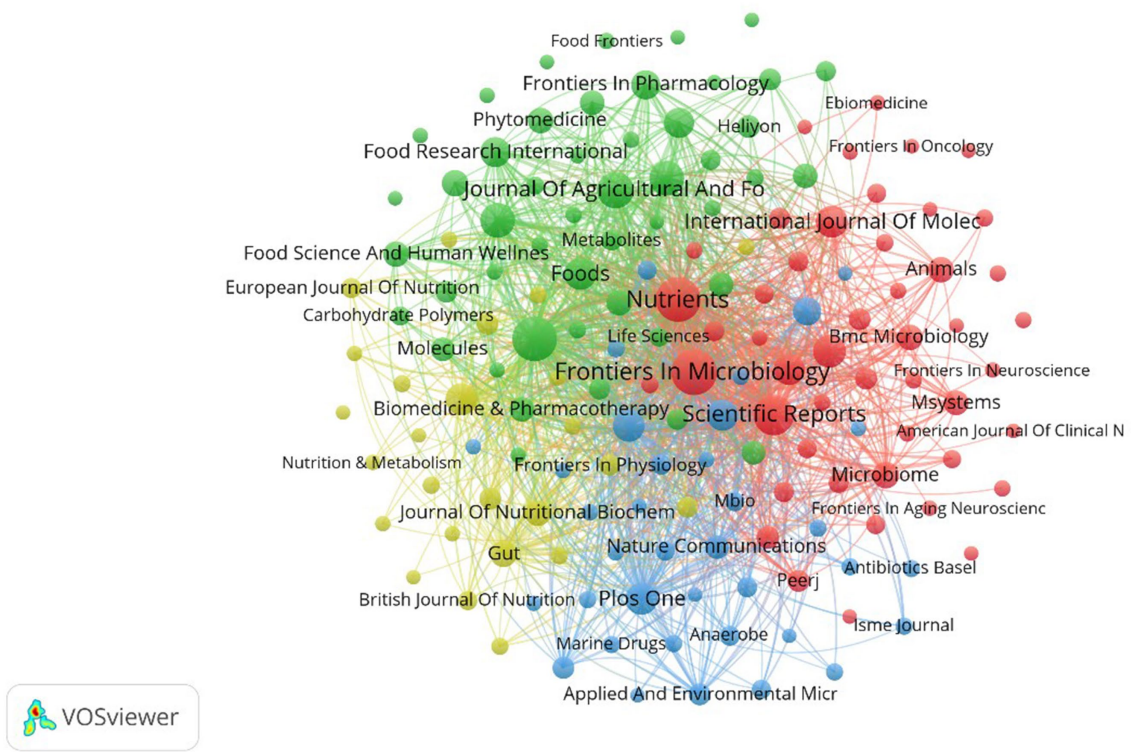 Food Frontiers
Frontiers In Pharmacology
Ebiomedicine
Phytomedicine
Heliyon
Frontiers In Oncology
Food Research International
Journal Of Agricultural And Fo
International Journal Of Molec
Metabolites
Food Science And Human Wellnes
Foods
Animals
European Journal Of Nutrition
Nutrients
Carbohydrate Polymers
Life Sciences
Bmc Microbiology
Molecules
Frontiers In Microbiology
Frontiers In Neuroscience
Msystems
Biomedicine & Pharmacotherapy
Scientific Reports
American Journal Of Clinical N
Nutrition & Metabolism
Frontiers In Physiology
Microbiome
Mbio
Frontiers In Aging Neuroscienc
Journal Of Nutritional Biochem
Gut
Nature Communications
Antibiotics Basel
Peerj
British Journal Of Nutrition
Plos One
Isme Journal
Marine Drugs
Anaerobe
Applied And Environmental Micr
VOSviewer